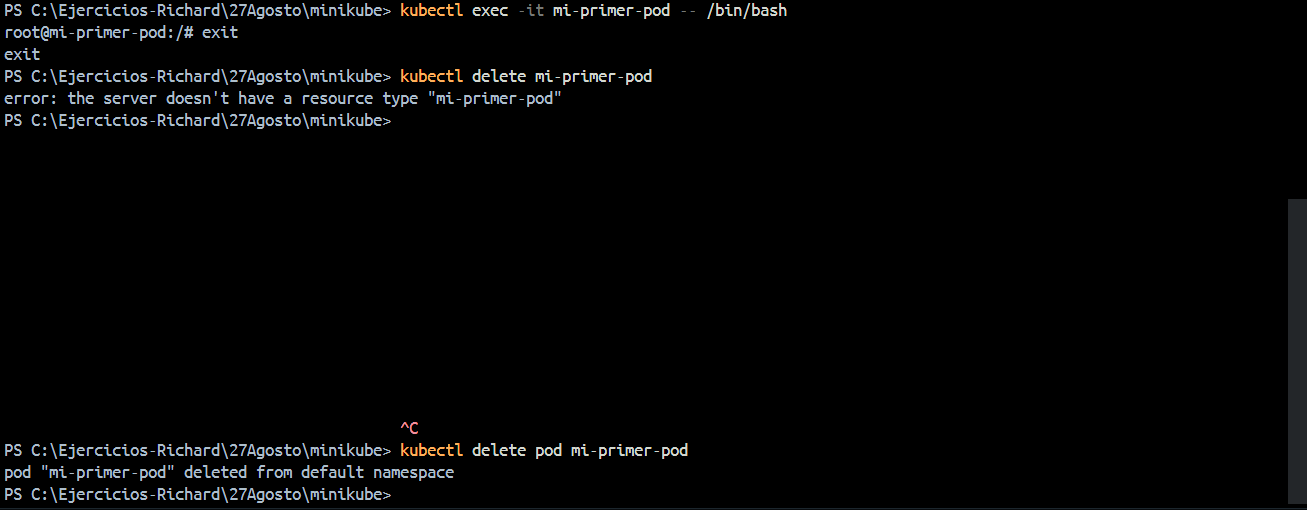 PS C:\Ejercicios-Richard\27Agosto\minikube> kubectl exec -it mi-primer-pod -- /bin/bash
root@mi-primer-pod:/# exit
exit
PS C:\Ejercicios-Richard\27Agosto\minikube> kubectl delete mi-primer-pod
error: the server doesn't have a resource type "mi-primer-pod"
PS C:\Ejercicios-Richard\27Agosto\minikube>
^C
PS C:\Ejercicios-Richard\27Agosto\minikube> kubectl delete pod mi-primer-pod
pod "mi-primer-pod" deleted from default namespace
PS C:\Ejercicios-Richard\27Agosto\minikube>